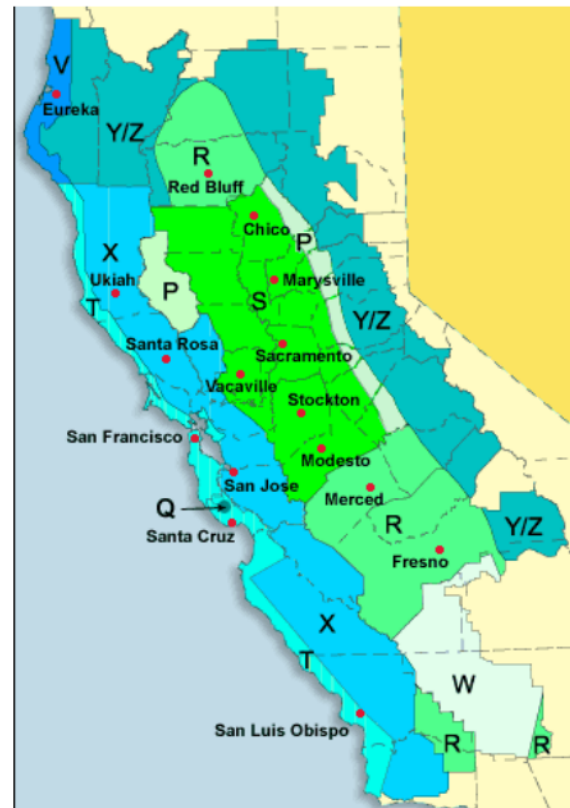 V
Eureka
Y/Z
R
Red Bluff
Chico
P
X
Ukiah
T
P
Marysville
S
Y/Z
Santa Rosa
Sacramento
Vacaville
Stockton
San Francisco
Modesto
San Jose
Merced
Q
Santa Cruz
R
Y/Z
Fresno
X
T
W
San Luis Obispo
R
R